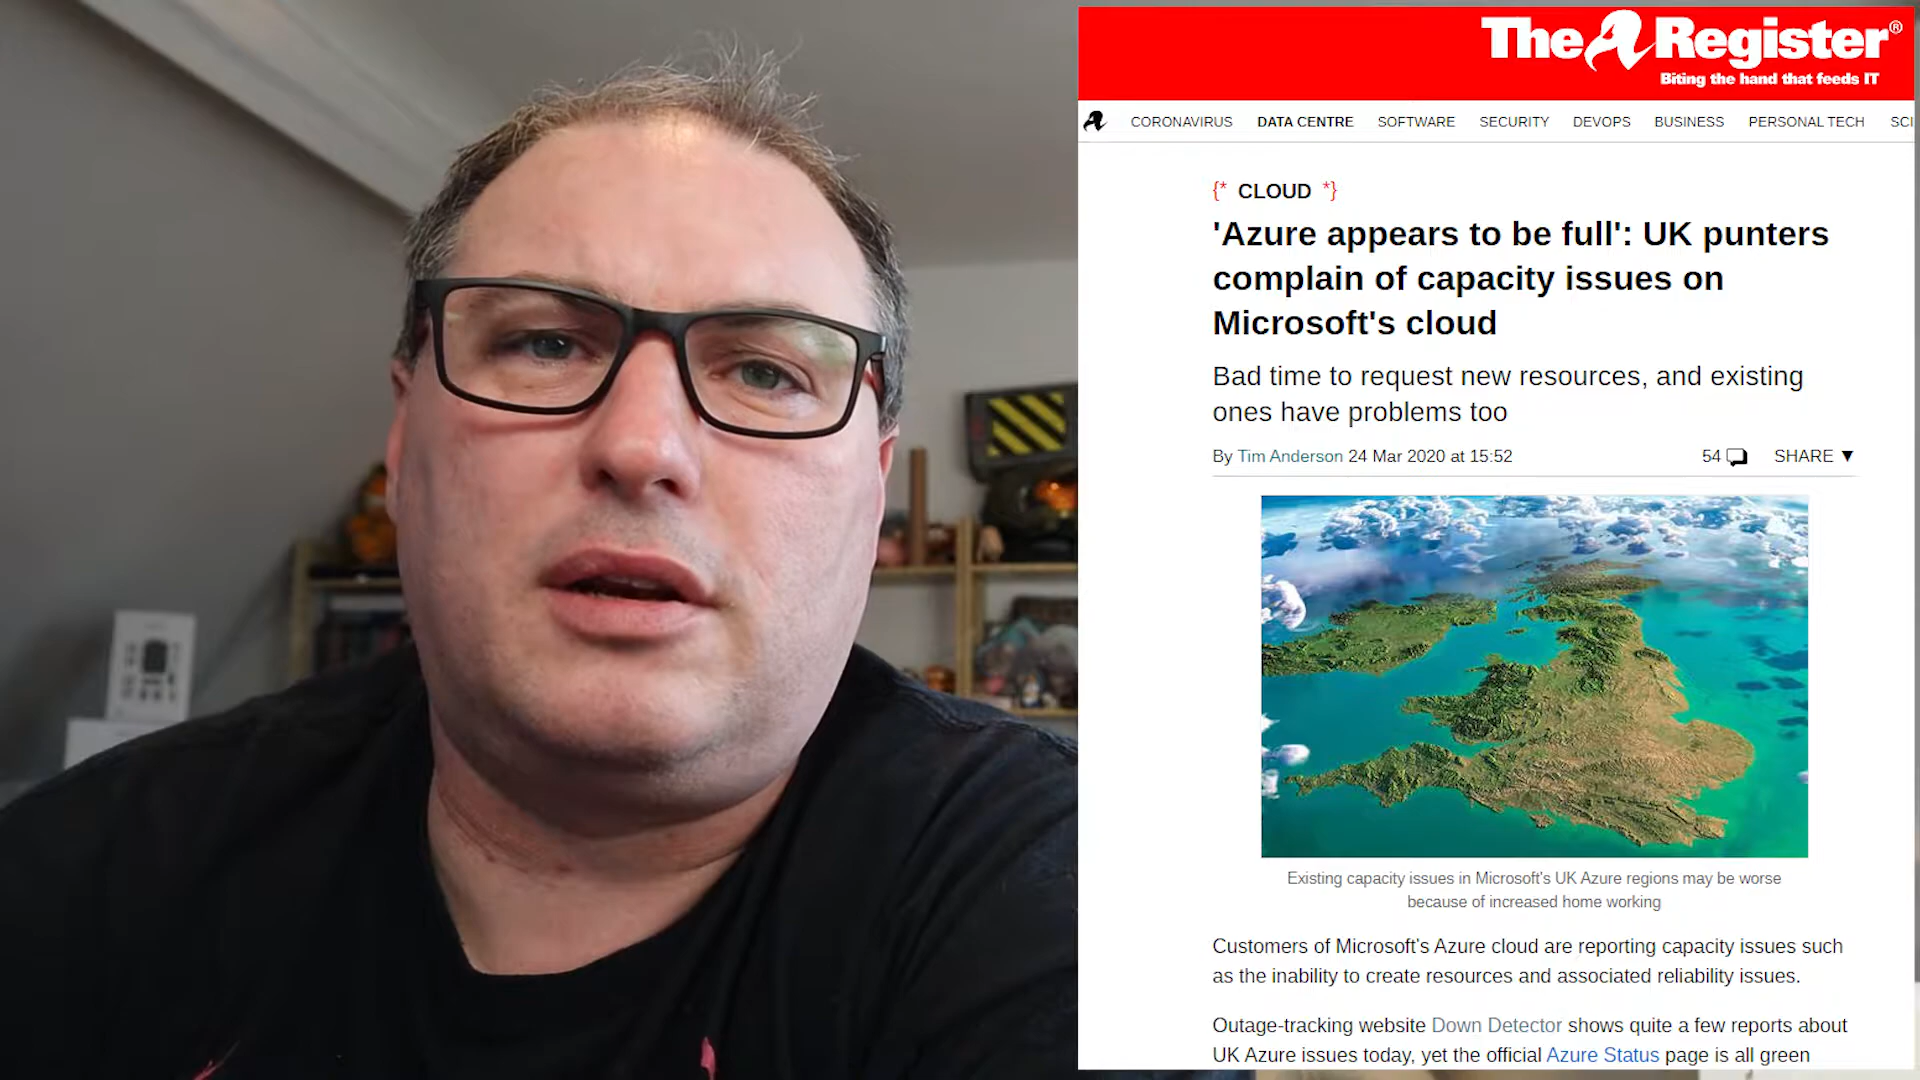 The Register®
Biting the hand that feeds IT
CORONAVIRUS DATA CENTRE SOFTWARE SECURITY DEVOPS BUSINESS PERSONAL TECH SCI
{* CLOUD *}
'Azure appears to be full': UK punters
complain of capacity issues on
Microsoft's cloud
Bad time to request new resources, and existing
ones have problems too
By Tim Anderson 24 Mar 2020 at 15:52 54 SHARE ▼
Existing capacity issues in Microsoft's UK Azure regions may be worse
because of increased home working
Customers of Microsoft's Azure cloud are reporting capacity issues such
as the inability to create resources and associated reliability issues.
Outage-tracking website Down Detector shows quite a few reports about
UK Azure issues today, yet the official Azure Status page is all green